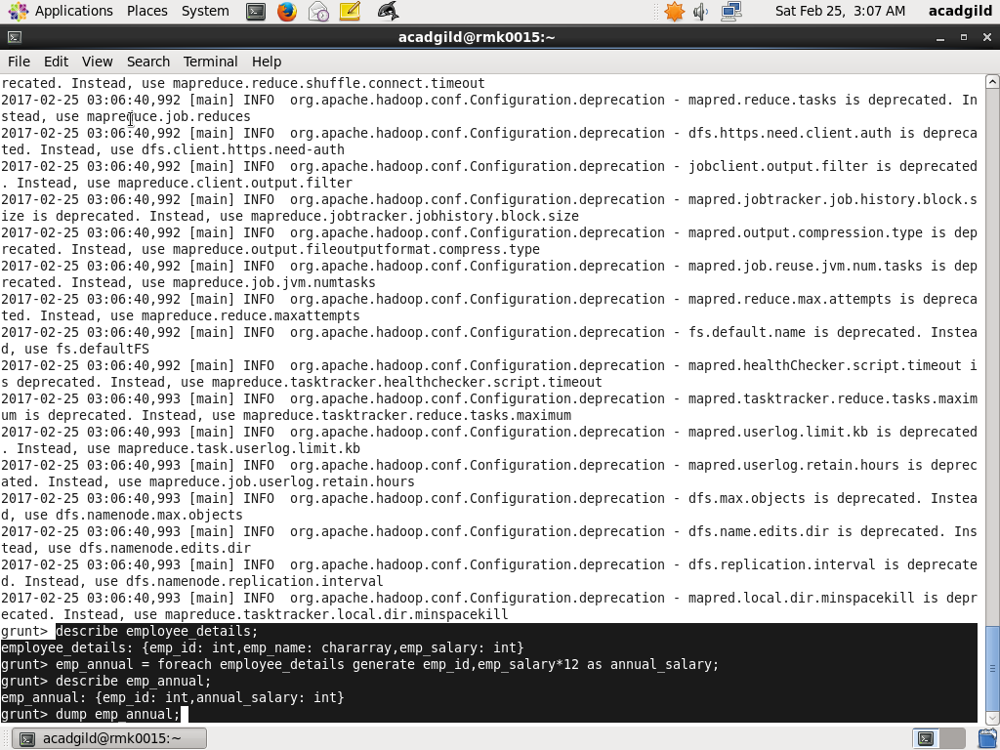 Applications Places System Sat Feb 25, 3:07 AM acadgild
acadgild@rmk0015:~
File Edit View Search Terminal Help
recated. Instead, use mapreduce.reduce.shuffle.connect.timeout
2017-02-25 03:06:40,992 [main] INFO  org.apache.hadoop.conf.Configuration.deprecation - mapred.reduce.tasks is deprecated. In
stead, use mapreduce.job.reduces
2017-02-25 03:06:40,992 [main] INFO  org.apache.hadoop.conf.Configuration.deprecation - dfs.https.need.client.auth is depreca
ted. Instead, use dfs.client.https.need-auth
2017-02-25 03:06:40,992 [main] INFO  org.apache.hadoop.conf.Configuration.deprecation - jobclient.output.filter is deprecated
. Instead, use mapreduce.client.output.filter
2017-02-25 03:06:40,992 [main] INFO  org.apache.hadoop.conf.Configuration.deprecation - mapred.jobtracker.job.history.block.s
ize is deprecated. Instead, use mapreduce.jobtracker.jobhistory.block.size
2017-02-25 03:06:40,992 [main] INFO  org.apache.hadoop.conf.Configuration.deprecation - mapred.output.compression.type is dep
recated. Instead, use mapreduce.output.fileoutputformat.compress.type
2017-02-25 03:06:40,992 [main] INFO  org.apache.hadoop.conf.Configuration.deprecation - mapred.job.reuse.jvm.num.tasks is dep
recated. Instead, use mapreduce.job.jvm.numtasks
2017-02-25 03:06:40,992 [main] INFO  org.apache.hadoop.conf.Configuration.deprecation - mapred.reduce.max.attempts is depreca
ted. Instead, use mapreduce.reduce.maxattempts
2017-02-25 03:06:40,992 [main] INFO  org.apache.hadoop.conf.Configuration.deprecation - fs.default.name is deprecated. Instea
d, use fs.defaultFS
2017-02-25 03:06:40,992 [main] INFO  org.apache.hadoop.conf.Configuration.deprecation - mapred.healthChecker.script.timeout i
s deprecated. Instead, use mapreduce.tasktracker.healthchecker.script.timeout
2017-02-25 03:06:40,993 [main] INFO  org.apache.hadoop.conf.Configuration.deprecation - mapred.tasktracker.reduce.tasks.maxim
um is deprecated. Instead, use mapreduce.tasktracker.reduce.tasks.maximum
2017-02-25 03:06:40,993 [main] INFO  org.apache.hadoop.conf.Configuration.deprecation - mapred.userlog.limit.kb is deprecated
. Instead, use mapreduce.task.userlog.limit.kb
2017-02-25 03:06:40,993 [main] INFO  org.apache.hadoop.conf.Configuration.deprecation - mapred.userlog.retain.hours is deprec
ated. Instead, use mapreduce.job.userlog.retain.hours
2017-02-25 03:06:40,993 [main] INFO  org.apache.hadoop.conf.Configuration.deprecation - dfs.max.objects is deprecated. Instea
d, use dfs.namenode.max.objects
2017-02-25 03:06:40,993 [main] INFO  org.apache.hadoop.conf.Configuration.deprecation - dfs.name.edits.dir is deprecated. Ins
tead, use dfs.namenode.edits.dir
2017-02-25 03:06:40,993 [main] INFO  org.apache.hadoop.conf.Configuration.deprecation - dfs.replication.interval is deprecate
d. Instead, use dfs.namenode.replication.interval
2017-02-25 03:06:40,993 [main] INFO  org.apache.hadoop.conf.Configuration.deprecation - mapred.local.dir.minspacekill is depr
ecated. Instead, use mapreduce.tasktracker.local.dir.minspacekill
grunt> describe employee_details;
employee_details: {emp_id: int,emp_name: chararray,emp_salary: int}
grunt> emp_annual = foreach employee_details generate emp_id,emp_salary*12 as annual_salary;
grunt> describe emp_annual;
emp_annual: {emp_id: int,annual_salary: int}
grunt> dump emp_annual;
acadgild@rmk0015:~